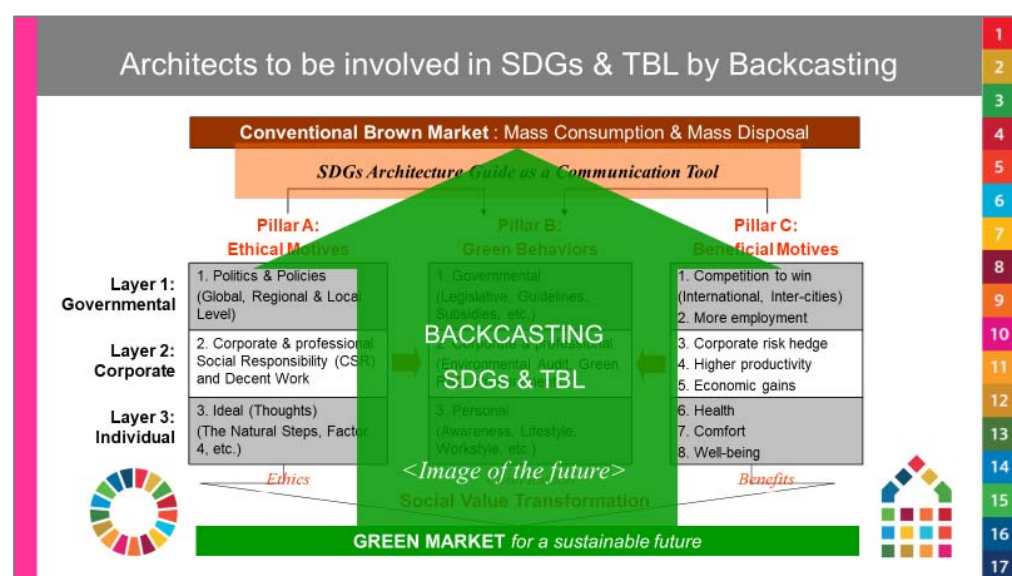 Architects to be involved in SDGs & TBL by Backcasting
Conventional Brown Market : Mass Consumption & Mass Disposal
SDGs Architecture Guide as a Communication Tool
Pillar A:
Ethical Motives
Pillar B:
Green Behaviors
Pillar C:
Beneficial Motives
Layer 1:
Governmental
1. Politics & Policies
(Global, Regional & Local
Level)
1. Governmental
(Legislative, Guidelines,
Subsidies, etc.)
1. Competition to win
(International, Inter-cities)
2. More employment
Layer 2:
Corporate
2. Corporate & professional
Social Responsibility (CSR)
and Decent Work
2. Corporate & professional
(Environmental Audit, Green
3. Corporate risk hedge
4. Higher productivity
5. Economic gains
Layer 3:
Individual
3. Ideal (Thoughts)
(The Natural Steps, Factor
4, etc.)
3. Personal
(Awareness, Lifestyle,
Workstyle, etc.)
6. Health
7. Comfort
8. Well-being
BACKCASTING
SDGs & TBL
<Image of the future>
Ethics
Benefits
Social Value Transformation
GREEN MARKET for a sustainable future
1
2
3
4
5
6
7
8
9
10
11
12
13
14
15
16
17